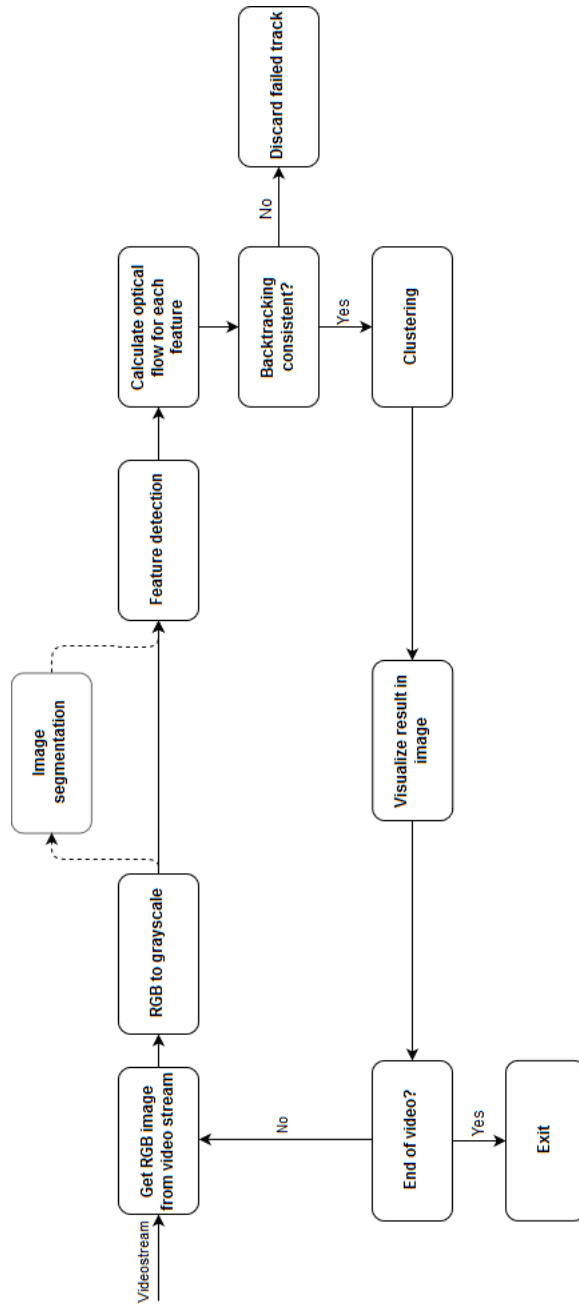 Videostream
Get RGB image
from video stream
RGB to grayscale
Image
segmentation
Feature detection
Calculate optical
flow for each
feature
Backtracking
consistent?
No
Discard failed track
Yes
Clustering
Visualize result in
image
End of video?
No
Yes
Exit